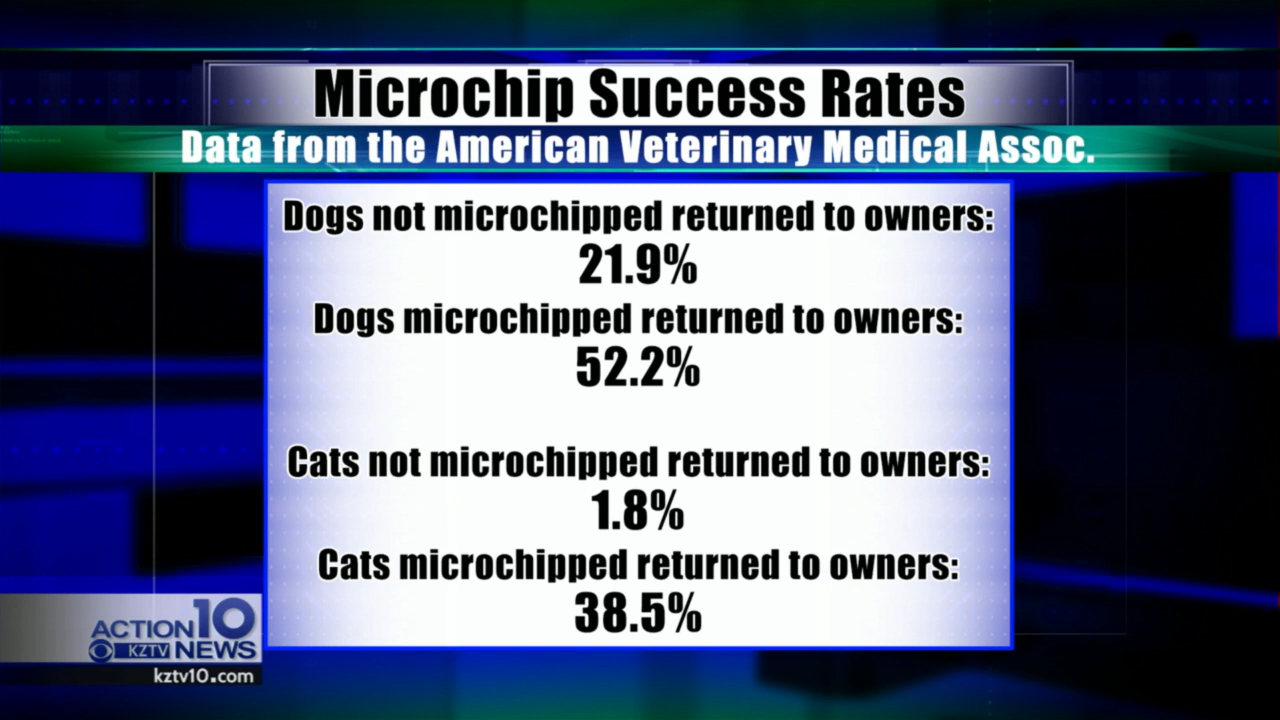 Microchip Success Rates
Data from the American Veterinary Medical Assoc.
Dogs not microchipped returned to owners:
21.9%
Dogs microchipped returned to owners:
52.2%
Cats not microchipped returned to owners:
1.8%
Cats microchipped returned to owners:
38.5%
ACTION 10
KZTV NEWS
kztv10.com